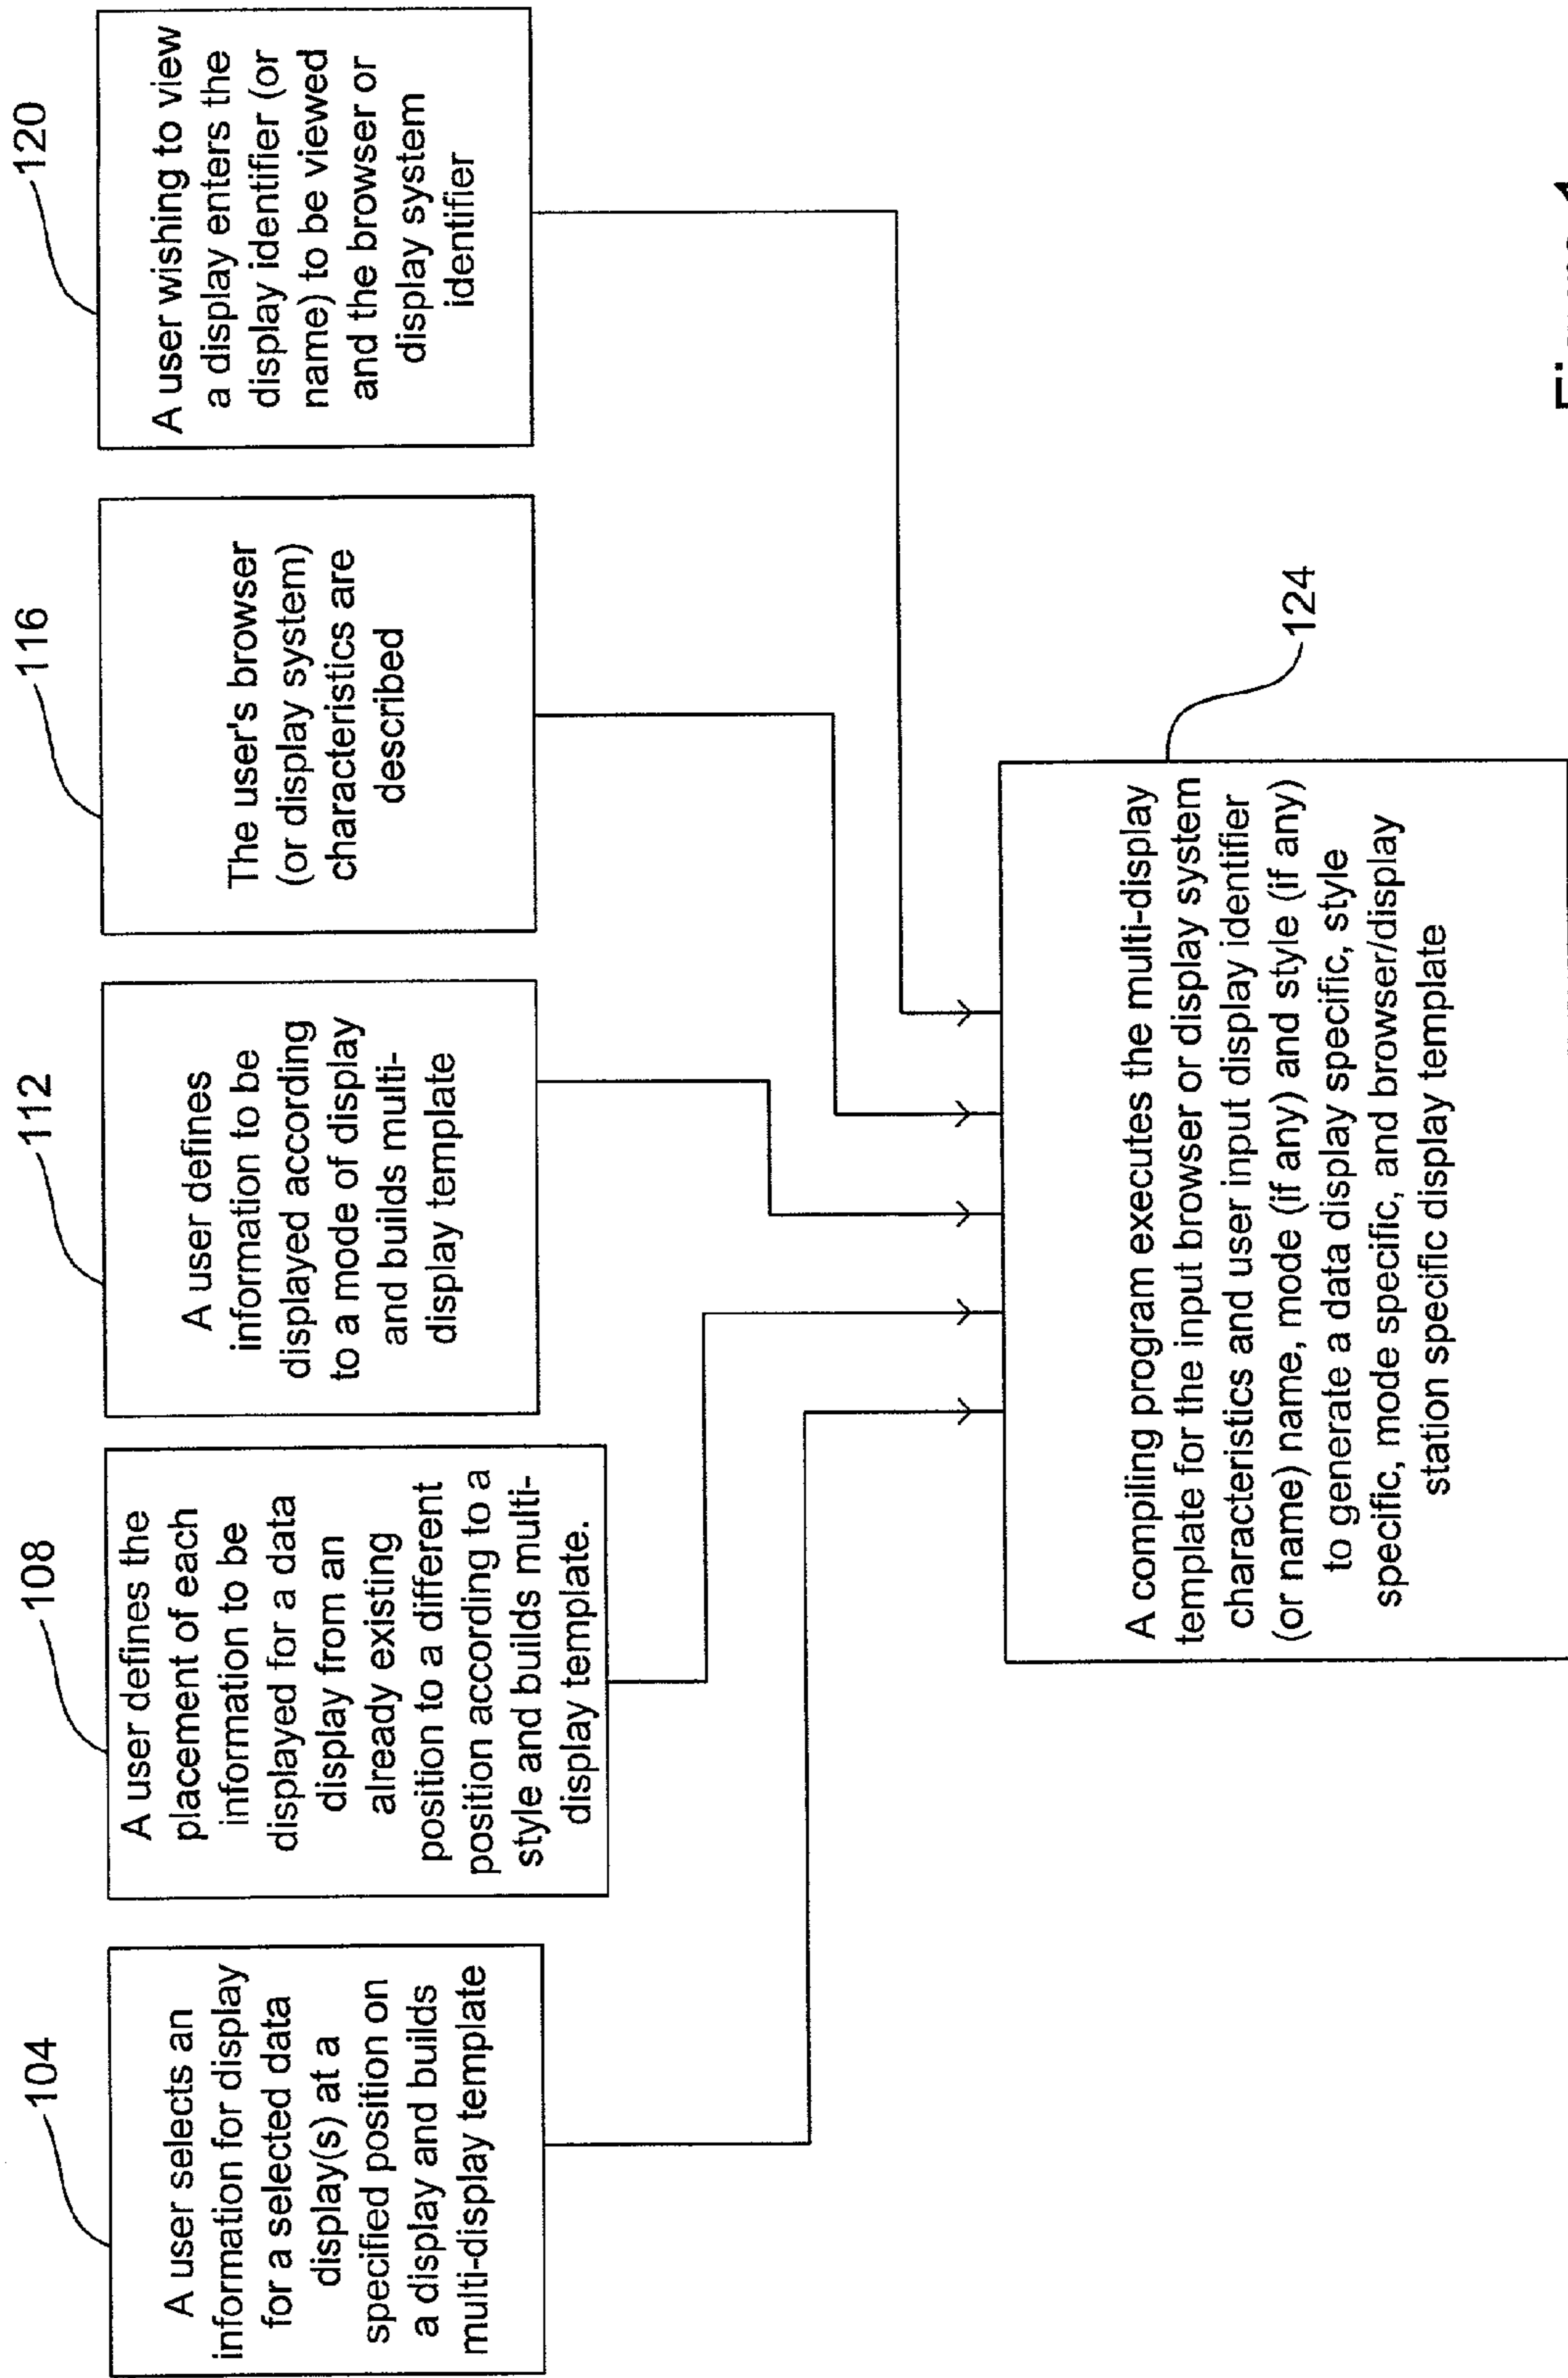 104
A user selects an
information for display
for a selected data
display(s) at a
specified position on
a display and builds
multi-display template
108
A user defines the
placement of each
information to be
displayed for a data
display from an
already existing
position to a different
position according to a
style and builds multi-
display template.
112
A user defines
information to be
displayed according
to a mode of display
and builds multi-
display template
116
The user's browser
(or display system)
characteristics are
described
120
A user wishing to view
a display enters the
display identifier (or
name) to be viewed
and the browser or
display system
identifier
124
A compiling program executes the multi-display
template for the input browser or display system
characteristics and user input display identifier
(or name) name, mode (if any) and style (if any)
to generate a data display specific, style
specific, mode specific, and browser/display
station specific display template